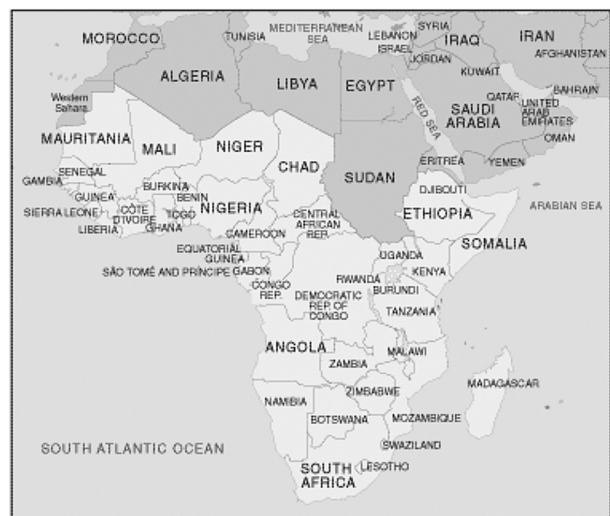 MEDITERRANEAN
SEA
SYRIA
LEBANON
ISRAEL
IRAQ
IRAN
MOROCCO
TUNISIA
JORDAN
AFGHANISTAN
ALGERIA
LIBYA
EGYPT
KUWAIT
BAHRAIN
Western
Sahara
RED SEA
SAUDI
ARABIA
QATAR
UNITED
ARAB
EMIRATES
OMAN
MAURITANIA
MALI
NIGER
CHAD
SUDAN
ERITREA
YEMEN
SENEGAL
GAMBIA
GUINEA
SIERRA LEONE
LIBERIA
BURKINA
BENIN
CÔTE
D'IVOIRE
TOGO
GHANA
NIGERIA
CENTRAL
AFRICAN
REP.
CAMEROON
DJIBOUTI
ETHIOPIA
ARABIAN SEA
SOMALIA
EQUATORIAL
GUINEA
SÃO TOMÉ AND PRÍNCIPE
GABON
CONGO
REP.
DEMOCRATIC
REP. OF
CONGO
UGANDA
RWANDA
KENYA
BURUNDI
TANZANIA
ANGOLA
ZAMBIA
MALAWI
MADAGASCAR
NAMIBIA
ZIMBABWE
BOTSWANA
MOZAMBIQUE
SOUTH ATLANTIC OCEAN
SWAZILAND
SOUTH
AFRICA
LESOTHO